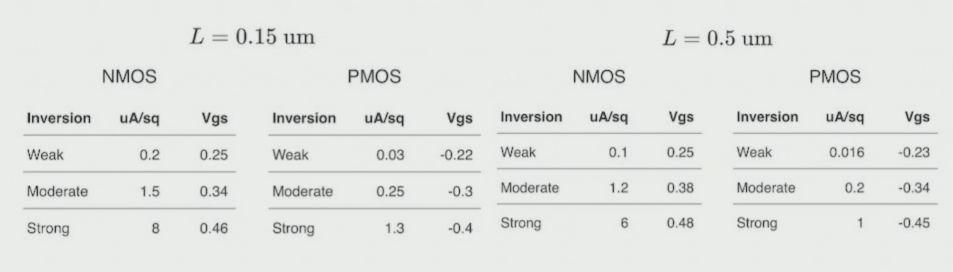 L = 0.15 um
NMOS
Inversion uA/sq Vgs
Weak 0.2 0.25
Moderate 1.5 0.34
Strong 8 0.46
PMOS
Inversion uA/sq Vgs
Weak 0.03 -0.22
Moderate 0.25 -0.3
Strong 1.3 -0.4
L = 0.5 um
NMOS
Inversion uA/sq Vgs
Weak 0.1 0.25
Moderate 1.2 0.38
Strong 6 0.48
PMOS
Inversion uA/sq Vgs
Weak 0.016 -0.23
Moderate 0.2 -0.34
Strong 1 -0.45